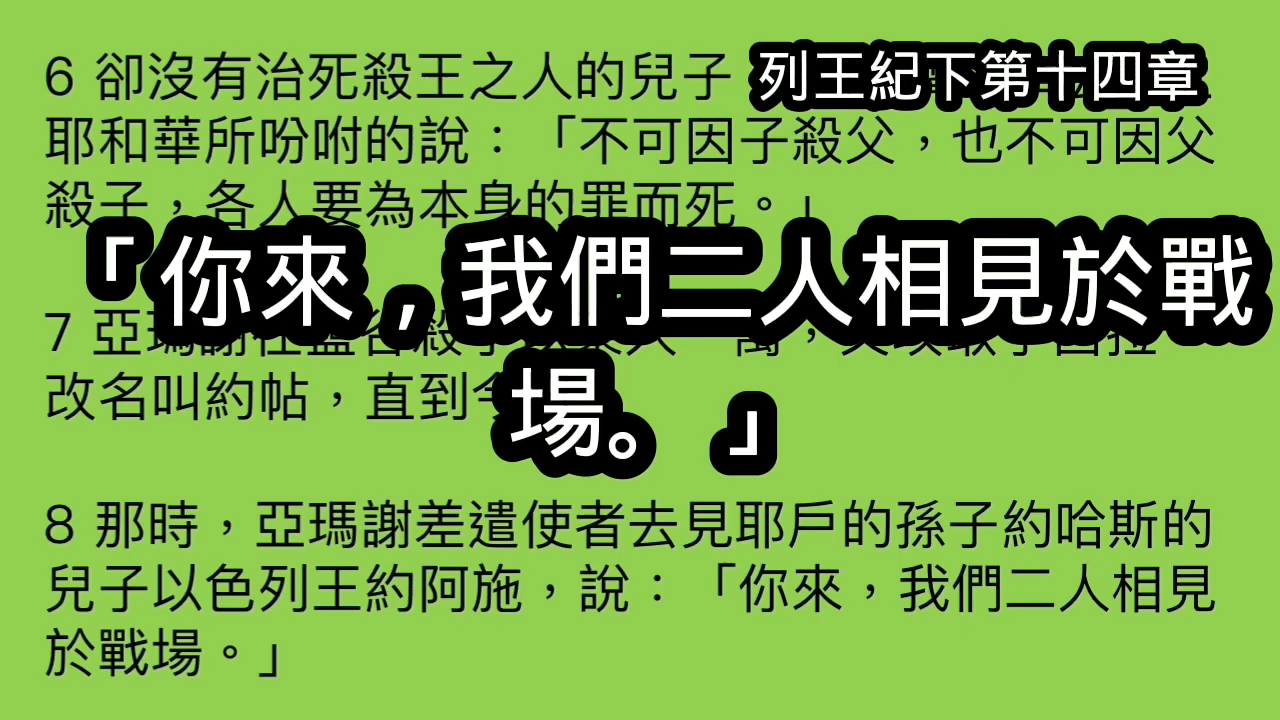 6 卻沒有治死殺王之人的兒子
列王紀下第十四章
耶和華所吩咐的說：「不可因子殺父，也不可因父
殺子，各人要為本身的罪而死。」
「你來，我們二人相見於戰
場。」
7 亞瑪謝在鹽谷殺了
改名叫約帖，直到今
8 那時，亞瑪謝差遣使者去見耶戶的孫子約哈斯的
兒子以色列王約阿施，說：「你來，我們二人相見
於戰場。」